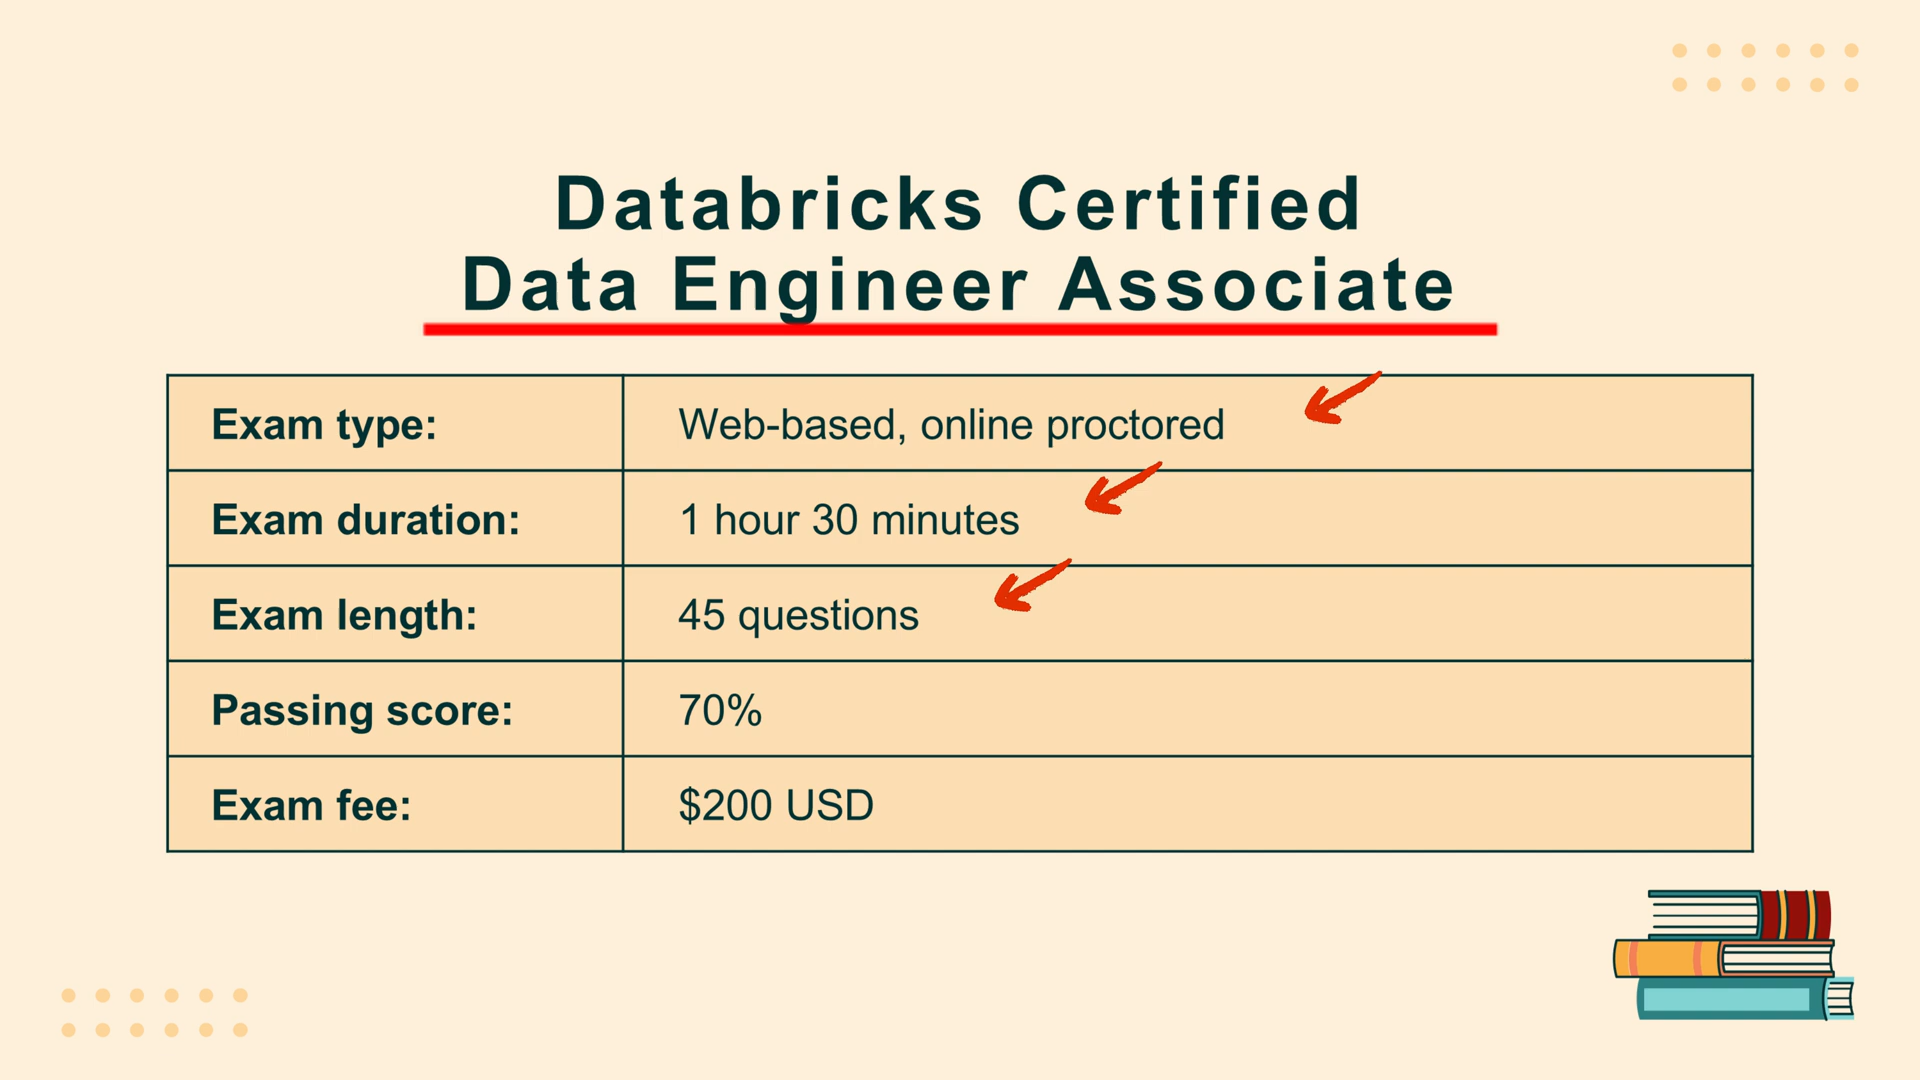 Databricks Certified
Data Engineer Associate
Exam type: Web-based, online proctored
Exam duration: 1 hour 30 minutes
Exam length: 45 questions
Passing score: 70%
Exam fee: $200 USD